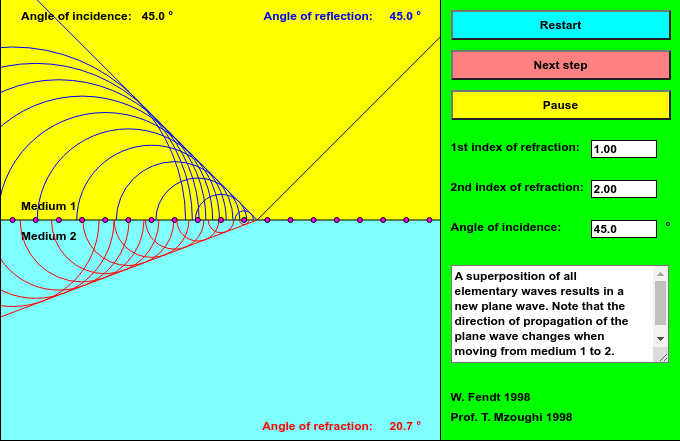 Angle of incidence: 45.0 °
Angle of reflection: 45.0 °
Medium 1
Medium 2
Angle of refraction: 20.7 °
Restart
Next step
Pause
1st index of refraction: 1.00
2nd index of refraction: 2.00
Angle of incidence: 45.0 °
A superposition of all
elementary waves results in a
new plane wave. Note that the
direction of propagation of the
plane wave changes when
moving from medium 1 to 2.
W. Fendt 1998
Prof. T. Mzoughi 1998